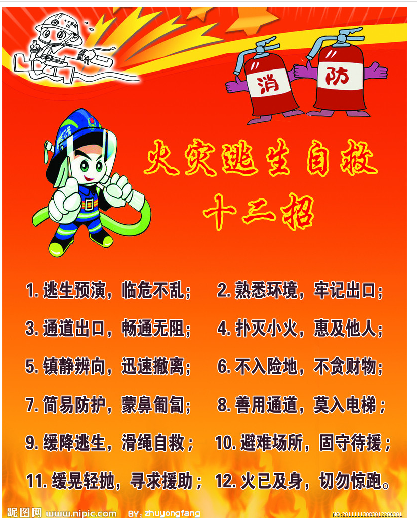 消 防
火灾逃生自救
十二招
1. 逃生预演，临危不乱； 2. 熟悉环境，牢记出口；
3. 通道出口，畅通无阻； 4. 扑灭小火，惠及他人；
5. 镇静辨向，迅速撤离； 6. 不入险地，不贪财物；
7. 简易防护，蒙鼻匍匐； 8. 善用通道，莫入电梯；
9. 缓降逃生，滑绳自救； 10. 避难场所，固守待援；
11. 缓晃轻抛，寻求援助； 12. 火已及身，切勿惊跑。
昵图网 www.nipic.com BY: zhuyongfang